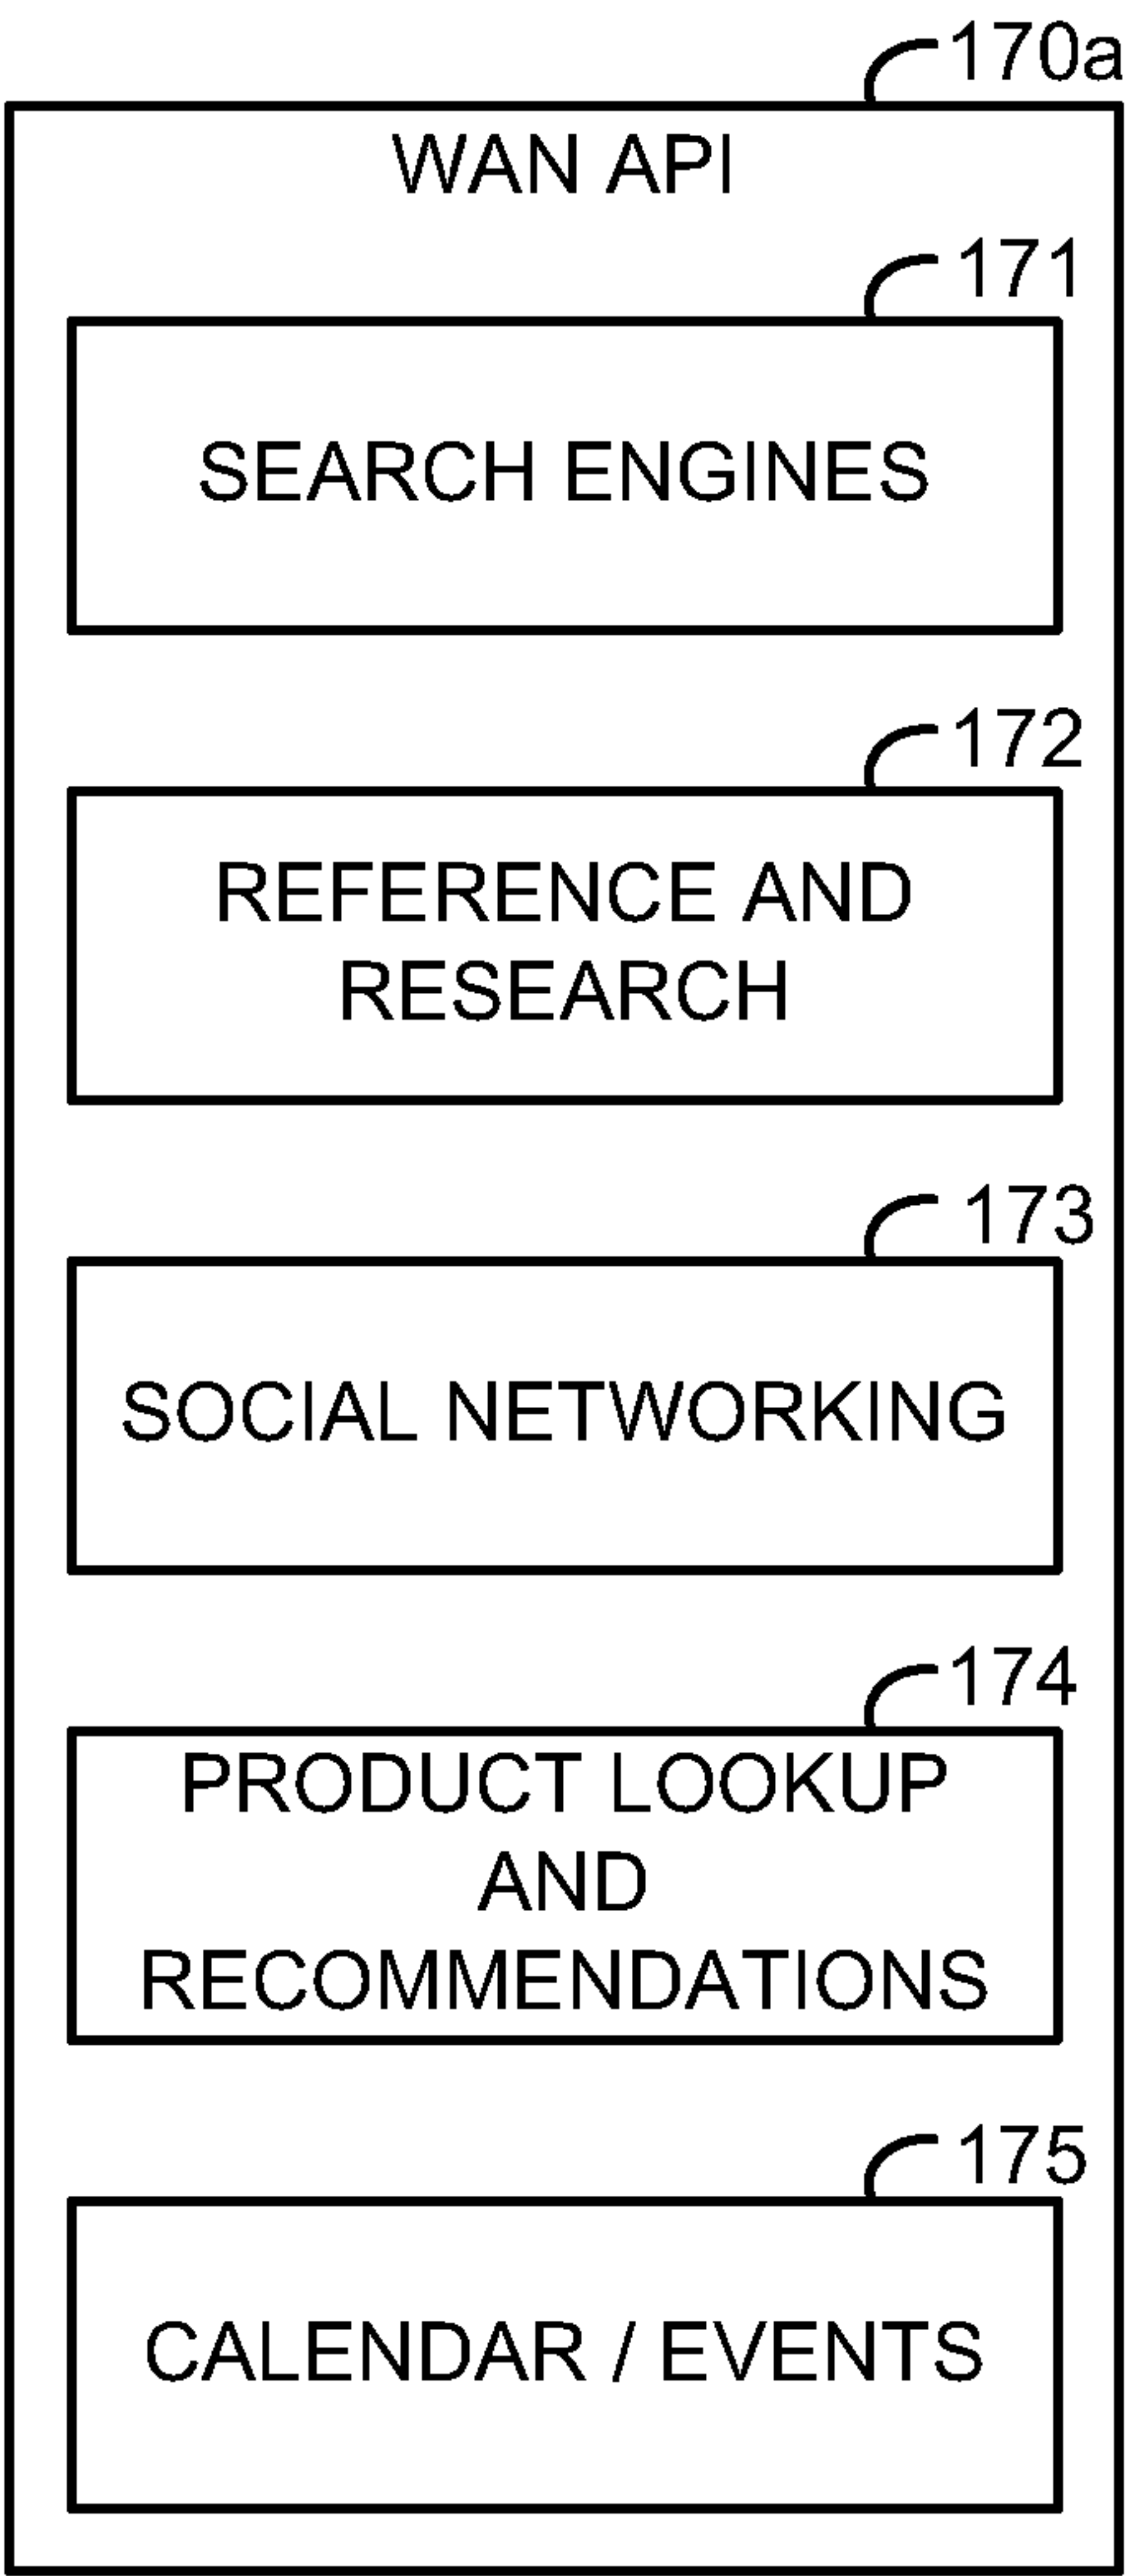 170a
WAN API
171
SEARCH ENGINES
172
REFERENCE AND
RESEARCH
173
SOCIAL NETWORKING
174
PRODUCT LOOKUP
AND
RECOMMENDATIONS
175
CALENDAR / EVENTS